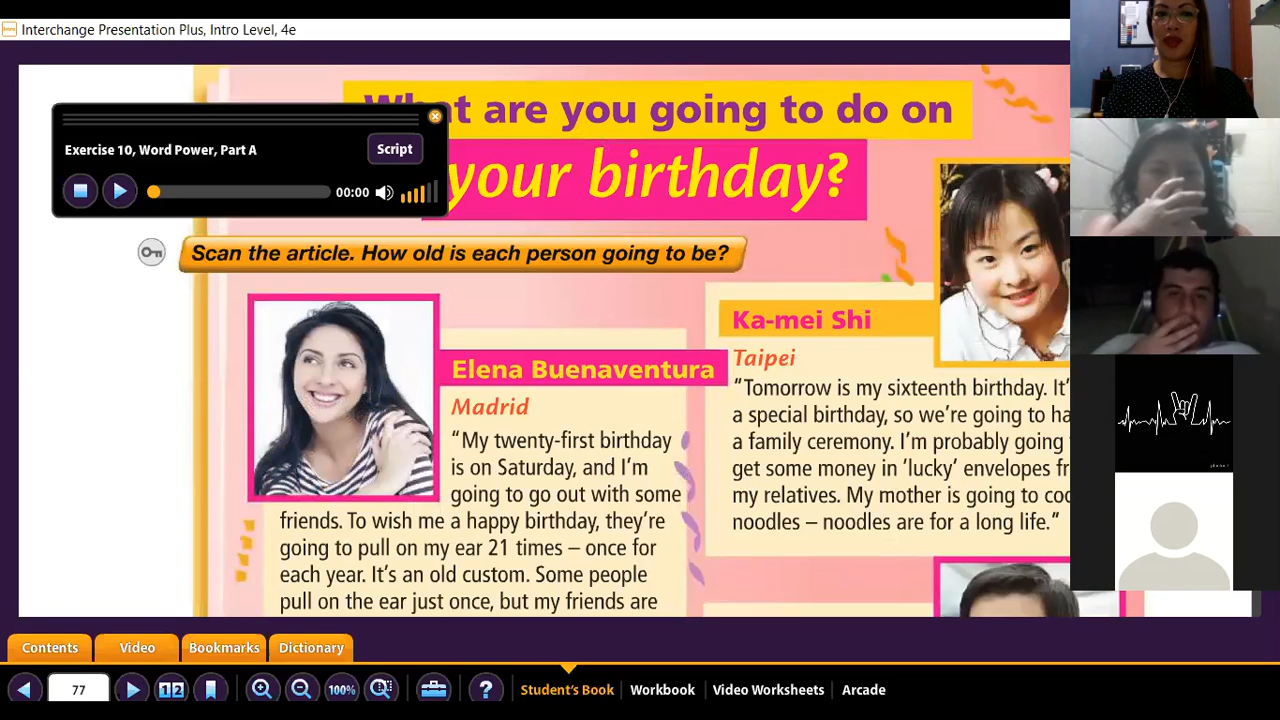 Interchange Presentation Plus, Intro Level, 4e
What are you going to do on
your birthday?
Exercise 10, Word Power, Part A
Script
00:00
Scan the article. How old is each person going to be?
Elena Buenaventura
Madrid
“My twenty-first birthday
is on Saturday, and I’m
going to go out with some
friends. To wish me a happy birthday, they’re
going to pull on my ear 21 times – once for
each year. It’s an old custom. Some people
pull on the ear just once, but my friends are
Ka-mei Shi
Taipei
“Tomorrow is my sixteenth birthday. It’
a special birthday, so we’re going to ha
a family ceremony. I’m probably going
get some money in ‘lucky’ envelopes fr
my relatives. My mother is going to coo
noodles – noodles are for a long life.”
Contents Video Bookmarks Dictionary
77 12 100% ? Student's Book Workbook Video Worksheets Arcade